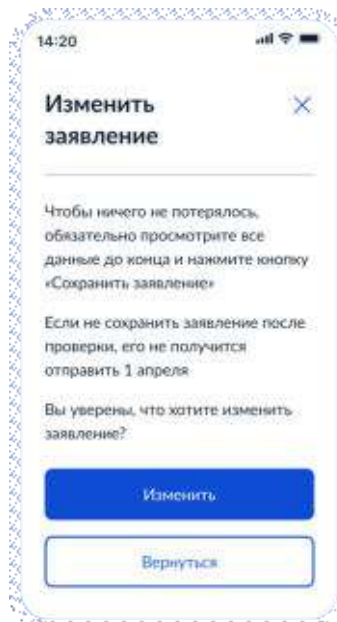 14:20
Изменить
заявление
Чтобы ничего не потерялось,
обязательно просмотрите все
данные до конца и нажмите кнопку
«Сохранить заявление»
Если не сохранить заявление после
проверки, его не получится
отправить 1 апреля
Вы уверены, что хотите изменить
заявление?
Изменить
Вернуться